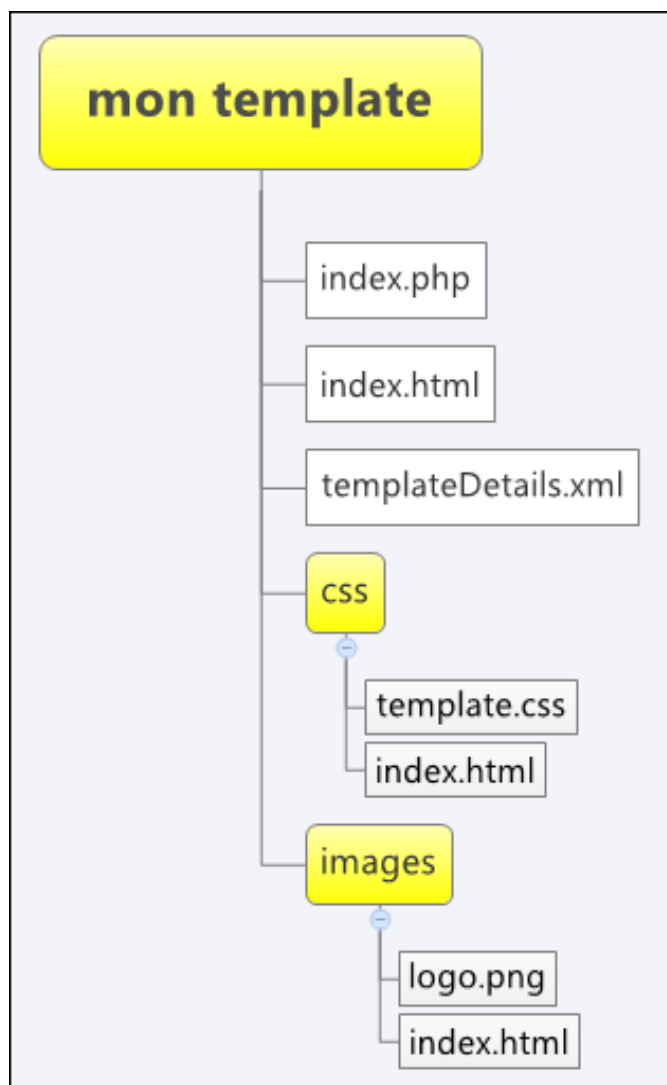 mon template
index.php
index.html
templateDetails.xml
css
template.css
index.html
images
logo.png
index.html